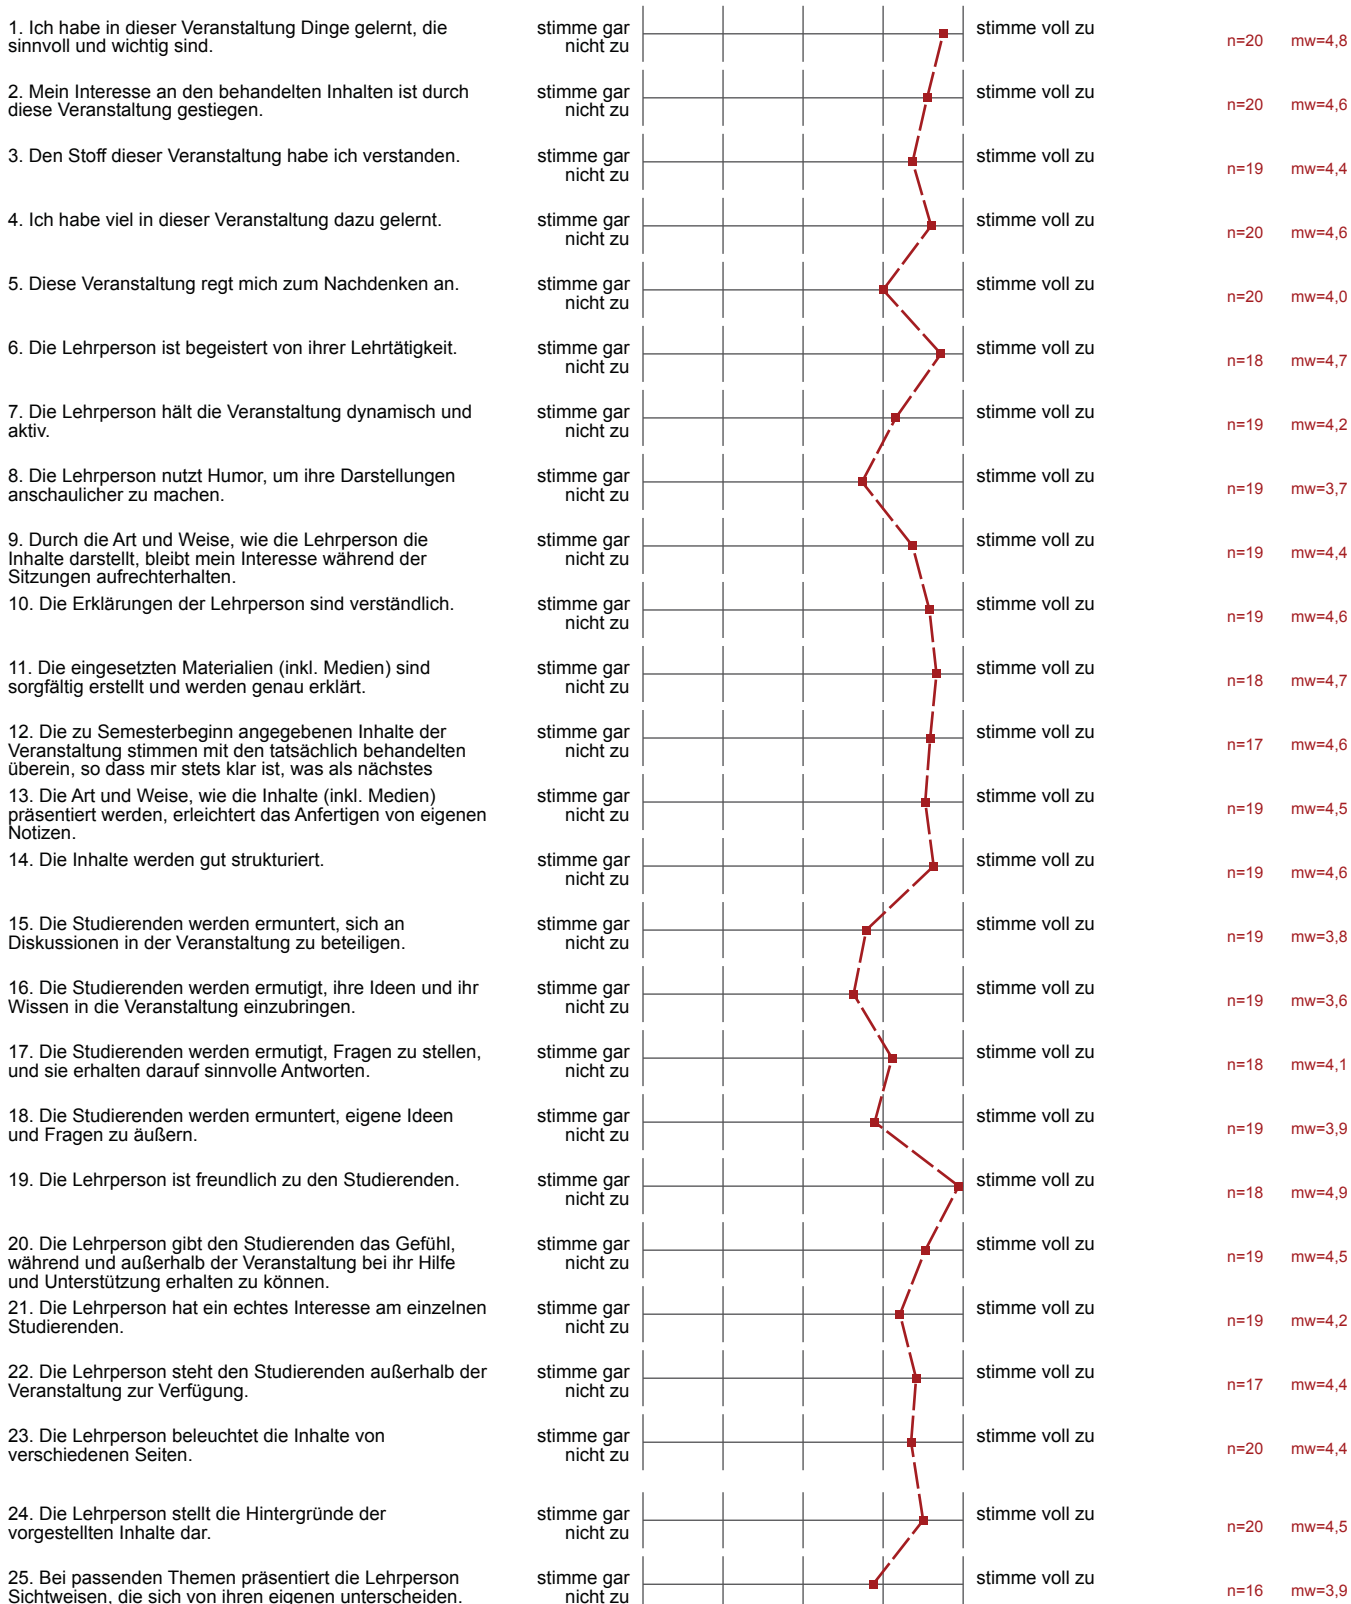 1. Ich habe in dieser Veranstaltung Dinge gelernt, die
sinnvoll und wichtig sind.
stimme gar
nicht zu
stimme voll zu
n=20 mw=4,8
2. Mein Interesse an den behandelten Inhalten ist durch
diese Veranstaltung gestiegen.
stimme gar
nicht zu
stimme voll zu
n=20 mw=4,6
3. Den Stoff dieser Veranstaltung habe ich verstanden.
stimme gar
nicht zu
stimme voll zu
n=19 mw=4,4
4. Ich habe viel in dieser Veranstaltung dazu gelernt.
stimme gar
nicht zu
stimme voll zu
n=20 mw=4,6
5. Diese Veranstaltung regt mich zum Nachdenken an.
stimme gar
nicht zu
stimme voll zu
n=20 mw=4,0
6. Die Lehrperson ist begeistert von ihrer Lehrtätigkeit.
stimme gar
nicht zu
stimme voll zu
n=18 mw=4,7
7. Die Lehrperson hält die Veranstaltung dynamisch und
aktiv.
stimme gar
nicht zu
stimme voll zu
n=19 mw=4,2
8. Die Lehrperson nutzt Humor, um ihre Darstellungen
anschaulicher zu machen.
stimme gar
nicht zu
stimme voll zu
n=19 mw=3,7
9. Durch die Art und Weise, wie die Lehrperson die
Inhalte darstellt, bleibt mein Interesse während der
Sitzungen aufrechterhalten.
stimme gar
nicht zu
stimme voll zu
n=19 mw=4,4
10. Die Erklärungen der Lehrperson sind verständlich.
stimme gar
nicht zu
stimme voll zu
n=19 mw=4,6
11. Die eingesetzten Materialien (inkl. Medien) sind
sorgfältig erstellt und werden genau erklärt.
stimme gar
nicht zu
stimme voll zu
n=18 mw=4,7
12. Die zu Semesterbeginn angegebenen Inhalte der
Veranstaltung stimmen mit den tatsächlich behandelten
überein, so dass mir stets klar ist, was als nächstes
stimme gar
nicht zu
stimme voll zu
n=17 mw=4,6
13. Die Art und Weise, wie die Inhalte (inkl. Medien)
präsentiert werden, erleichtert das Anfertigen von eigenen
Notizen.
stimme gar
nicht zu
stimme voll zu
n=19 mw=4,5
14. Die Inhalte werden gut strukturiert.
stimme gar
nicht zu
stimme voll zu
n=19 mw=4,6
15. Die Studierenden werden ermuntert, sich an
Diskussionen in der Veranstaltung zu beteiligen.
stimme gar
nicht zu
stimme voll zu
n=19 mw=3,8
16. Die Studierenden werden ermutigt, ihre Ideen und ihr
Wissen in die Veranstaltung einzubringen.
stimme gar
nicht zu
stimme voll zu
n=19 mw=3,6
17. Die Studierenden werden ermutigt, Fragen zu stellen,
und sie erhalten darauf sinnvolle Antworten.
stimme gar
nicht zu
stimme voll zu
n=18 mw=4,1
18. Die Studierenden werden ermuntert, eigene Ideen
und Fragen zu äußern.
stimme gar
nicht zu
stimme voll zu
n=19 mw=3,9
19. Die Lehrperson ist freundlich zu den Studierenden.
stimme gar
nicht zu
stimme voll zu
n=18 mw=4,9
20. Die Lehrperson gibt den Studierenden das Gefühl,
während und außerhalb der Veranstaltung bei ihr Hilfe
und Unterstützung erhalten zu können.
stimme gar
nicht zu
stimme voll zu
n=19 mw=4,5
21. Die Lehrperson hat ein echtes Interesse am einzelnen
Studierenden.
stimme gar
nicht zu
stimme voll zu
n=19 mw=4,2
22. Die Lehrperson steht den Studierenden außerhalb der
Veranstaltung zur Verfügung.
stimme gar
nicht zu
stimme voll zu
n=17 mw=4,4
23. Die Lehrperson beleuchtet die Inhalte von
verschiedenen Seiten.
stimme gar
nicht zu
stimme voll zu
n=20 mw=4,4
24. Die Lehrperson stellt die Hintergründe der
vorgestellten Inhalte dar.
stimme gar
nicht zu
stimme voll zu
n=20 mw=4,5
25. Bei passenden Themen präsentiert die Lehrperson
Sichtweisen, die sich von ihren eigenen unterscheiden.
stimme gar
nicht zu
stimme voll zu
n=16 mw=3,9